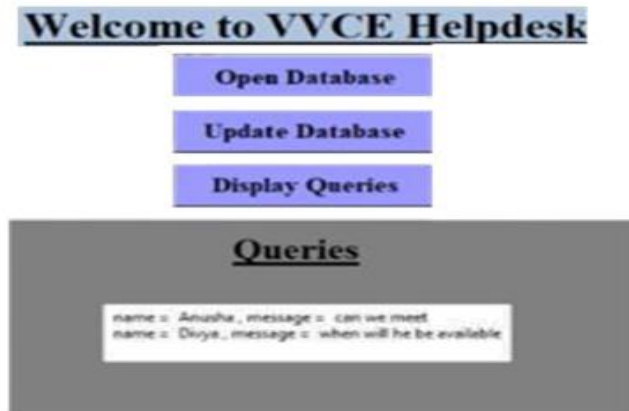 Welcome to VVCE Helpdesk
Open Database
Update Database
Display Queries
Queries
name = Anusha , message = can we meet
name = Divya , message = when will he be available